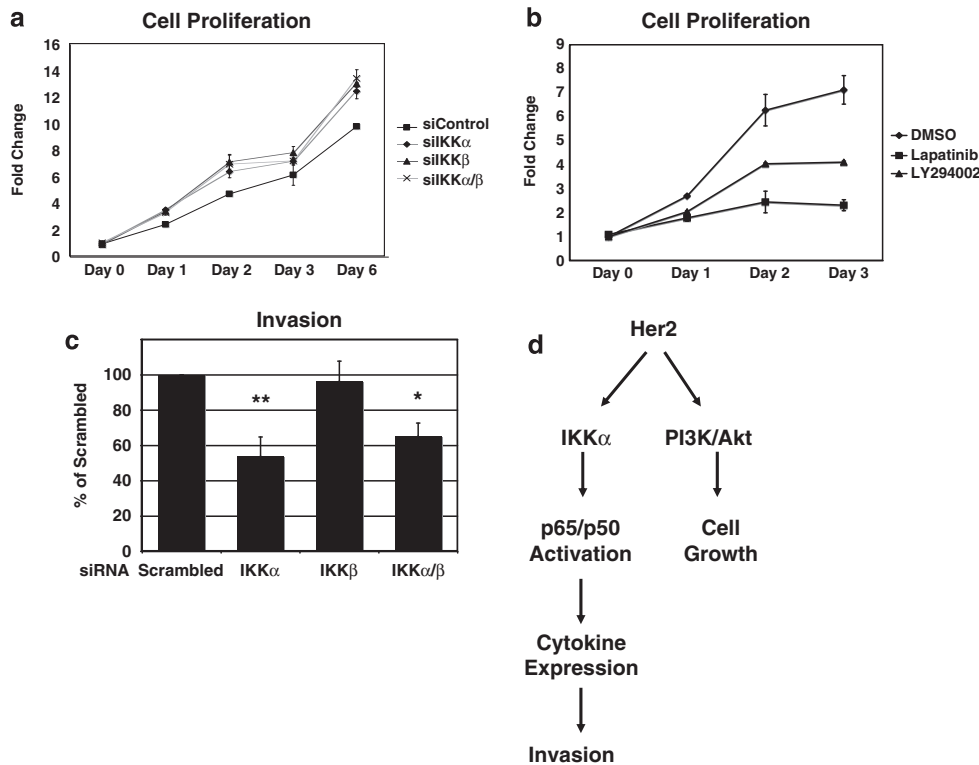 a
Cell Proliferation
Fold Change
16
14
12
10
8
6
4
2
0
Day 0 Day 1 Day 2 Day 3 Day 6
siControl
siIKKα
siIKKβ
siIKKα/β
b
Cell Proliferation
Fold Change
9
8
7
6
5
4
3
2
1
0
Day 0 Day 1 Day 2 Day 3
DMSO
Lapatinib
LY294002
c
Invasion
% of Scrambled
100
80
60
40
20
0
** *
siRNA Scrambled IKKα IKKβ IKKα/β
d
Her2
IKKα PI3K/Akt
p65/p50 Cell
Activation Growth
Cytokine
Expression
Invasion